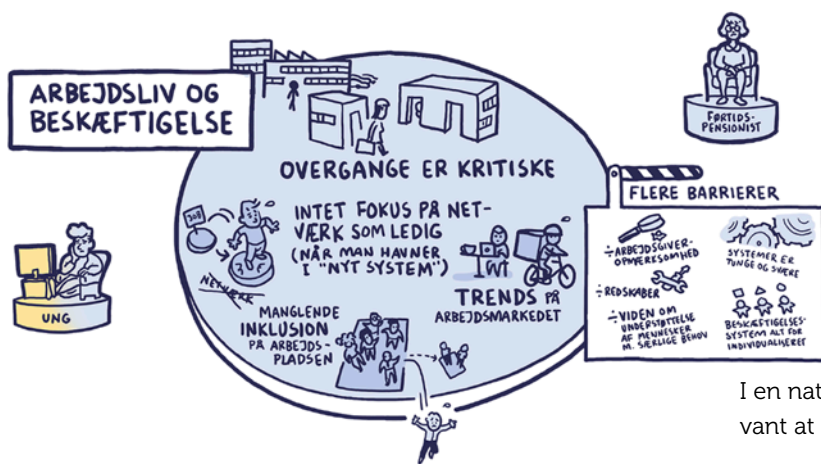 ARBEJDSLIV OG
BESKÆFTIGELSE
FØRTIDS-
PENSIONIST
OVERGANGE ER KRITISKE
FLERE BARRIERER
JOB
INTET FOKUS PÅ NET-
VÆRK SOM LEDIG
(NÅR MAN HAVNER
I "NYT SYSTEM")
NETVÆRK
TRENDS PÅ
ARBEJDSMARKEDET
MANGLENDE
INKLUSION
PÅ ARBEJDS-
PLADSEN
÷ARBEJDSGIVER-
OPMÆRKSOMHED
÷REDSKABER
÷VIDEN OM
UNDERSTØTTELSE
AF MENNESKER
M. SÆRLIGE BEHOV
SYSTEMER ER
TUNGE OG SVÆRE
BESKÆFTIGELSES-
SYSTEM ALT FOR
INDIVIDUALISERET
UNG
I en nat
vant at